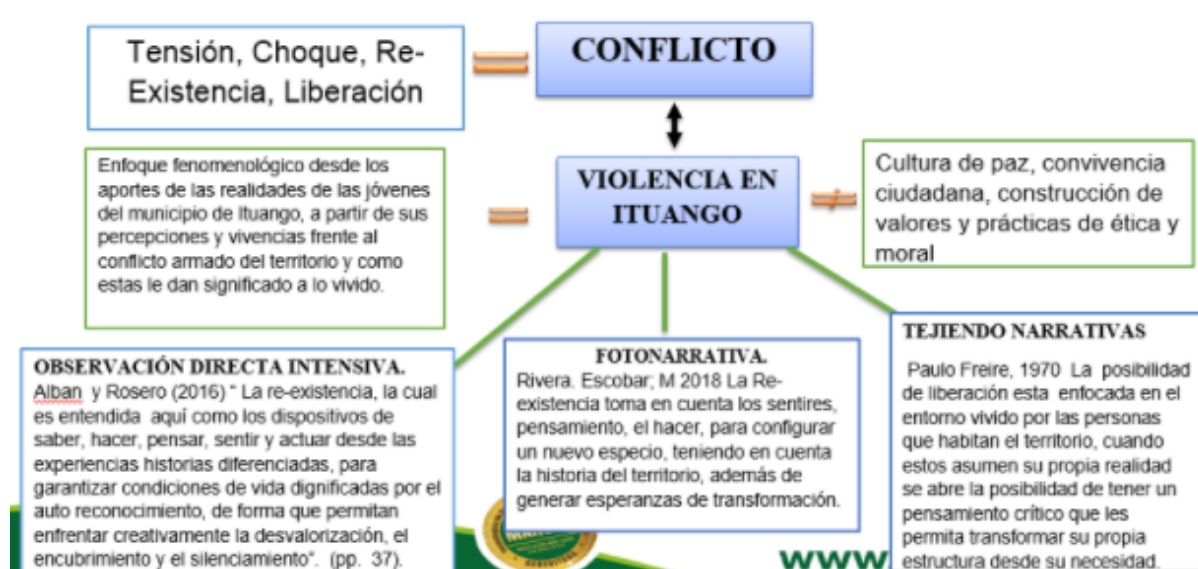 Tensión, Choque, Re-
Existencia, Liberación
CONFLICTO
Enfoque fenomenológico desde los
aportes de las realidades de las jóvenes
del municipio de Ituango, a partir de sus
percepciones y vivencias frente al
conflicto armado del territorio y como
estas le dan significado a lo vivido.
VIOLENCIA EN
ITUANGO
Cultura de paz, convivencia
ciudadana, construcción de
valores y prácticas de ética y
moral
OBSERVACIÓN DIRECTA INTENSIVA.
Alban y Rosero (2016) “ La re-existencia, la cual
es entendida aquí como los dispositivos de
saber, hacer, pensar, sentir y actuar desde las
experiencias historias diferenciadas, para
garantizar condiciones de vida dignificadas por el
auto reconocimiento, de forma que permitan
enfrentar creativamente la desvalorización, el
encubrimiento y el silenciamiento”. (pp. 37).
FOTONARRATIVA.
Rivera. Escobar; M 2018 La Re-
existencia toma en cuenta los sentires,
pensamiento, el hacer, para configurar
un nuevo especio, teniendo en cuenta
la historia del territorio, además de
generar esperanzas de transformación.
TEJIENDO NARRATIVAS
Paulo Freire, 1970 La posibilidad
de liberación esta enfocada en el
entorno vivido por las personas
que habitan el territorio, cuando
estos asumen su propia realidad
se abre la posibilidad de tener un
pensamiento crítico que les
permita transformar su propia
estructura desde su necesidad.
www